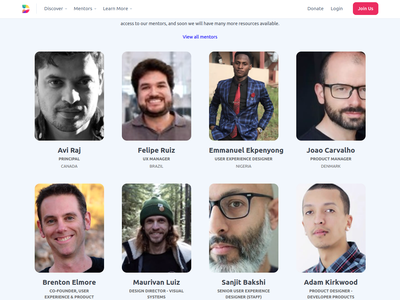 Discover Mentors Learn More Donate Login Join Us
access to our mentors, and soon we will have many more resources available.
View all mentors
Avi Raj
PRINCIPAL
CANADA
Felipe Ruiz
UX MANAGER
BRAZIL
Emmanuel Ekpenyong
USER EXPERIENCE DESIGNER
NIGERIA
Joao Carvalho
PRODUCT MANAGER
DENMARK
Brenton Elmore
CO-FOUNDER, USER
EXPERIENCE & PRODUCT
Maurivan Luiz
DESIGN DIRECTOR - VISUAL
SYSTEMS
Sanjit Bakshi
SENIOR USER EXPERIENCE
DESIGNER (STAFF)
Adam Kirkwood
PRODUCT DESIGNER -
DEVELOPER PRODUCTS